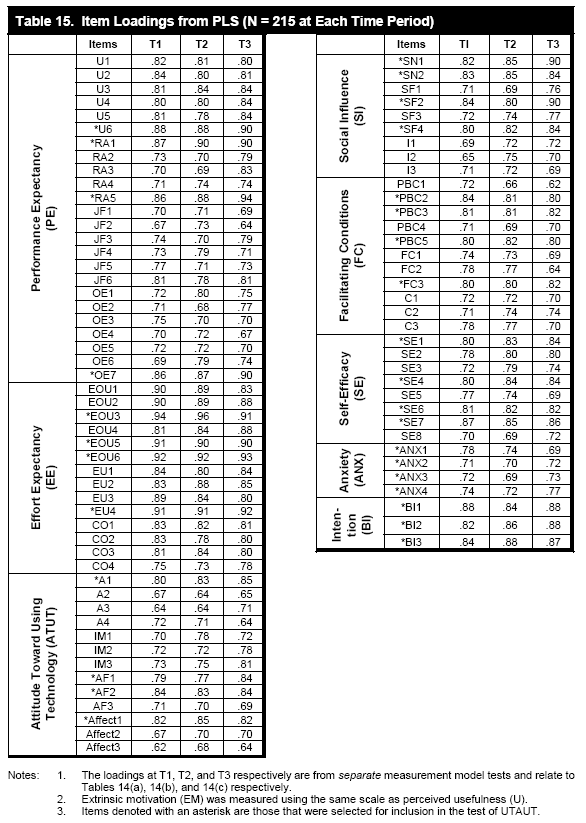 Table 15. Item Loadings from PLS (N = 215 at Each Time Period)
Items T1 T2 T3
Performance Expectancy (PE)
U1 .82 .81 .80
U2 .84 .80 .81
U3 .81 .84 .84
U4 .80 .80 .84
U5 .81 .78 .84
*U6 .88 .88 .90
*RA1 .87 .90 .90
RA2 .73 .70 .79
RA3 .70 .69 .83
RA4 .71 .74 .74
*RA5 .86 .88 .94
JF1 .70 .71 .69
JF2 .67 .73 .64
JF3 .74 .70 .79
JF4 .73 .79 .71
JF5 .77 .71 .73
JF6 .81 .78 .81
OE1 .72 .80 .75
OE2 .71 .68 .77
OE3 .75 .70 .70
OE4 .70 .72 .67
OE5 .72 .72 .70
OE6 .69 .79 .74
*OE7 .86 .87 .90
Effort Expectancy (EE)
EOU1 .90 .89 .83
EOU2 .90 .89 .88
*EOU3 .94 .96 .91
EOU4 .81 .84 .88
*EOU5 .91 .90 .90
*EOU6 .92 .92 .93
EU1 .84 .80 .84
EU2 .83 .88 .85
EU3 .89 .84 .80
*EU4 .91 .91 .92
CO1 .83 .82 .81
CO2 .83 .78 .80
CO3 .81 .84 .80
CO4 .75 .73 .78
Attitude Toward Using Technology (ATUT)
*A1 .80 .83 .85
A2 .67 .64 .65
A3 .64 .64 .71
A4 .72 .71 .64
IM1 .70 .78 .72
IM2 .72 .72 .78
IM3 .73 .75 .81
*AF1 .79 .77 .84
*AF2 .84 .83 .84
AF3 .71 .70 .69
*Affect1 .82 .85 .82
Affect2 .67 .70 .70
Affect3 .62 .68 .64
Items TI T2 T3
Social Influence (SI)
*SN1 .82 .85 .90
*SN2 .83 .85 .84
SF1 .71 .69 .76
*SF2 .84 .80 .90
SF3 .72 .74 .77
*SF4 .80 .82 .84
I1 .69 .72 .72
I2 .65 .75 .70
I3 .71 .72 .69
Facilitating Conditions (FC)
PBC1 .72 .66 .62
*PBC2 .84 .81 .80
*PBC3 .81 .81 .82
PBC4 .71 .69 .70
*PBC5 .80 .82 .80
FC1 .74 .73 .69
FC2 .78 .77 .64
*FC3 .80 .80 .82
C1 .72 .72 .70
C2 .71 .74 .74
C3 .78 .77 .70
Self-Efficacy (SE)
*SE1 .80 .83 .84
SE2 .78 .80 .80
SE3 .72 .79 .74
*SE4 .80 .84 .84
SE5 .77 .74 .69
*SE6 .81 .82 .82
*SE7 .87 .85 .86
SE8 .70 .69 .72
Anxiety (ANX)
*ANX1 .78 .74 .69
*ANX2 .71 .70 .72
*ANX3 .72 .69 .73
*ANX4 .74 .72 .77
Inten-tion (BI)
*BI1 .88 .84 .88
*BI2 .82 .86 .88
*BI3 .84 .88 .87
Notes: 1. The loadings at T1, T2, and T3 respectively are from separate measurement model tests and relate to
Tables 14(a), 14(b), and 14(c) respectively.
2. Extrinsic motivation (EM) was measured using the same scale as perceived usefulness (U).
3. Items denoted with an asterisk are those that were selected for inclusion in the test of UTAUT.